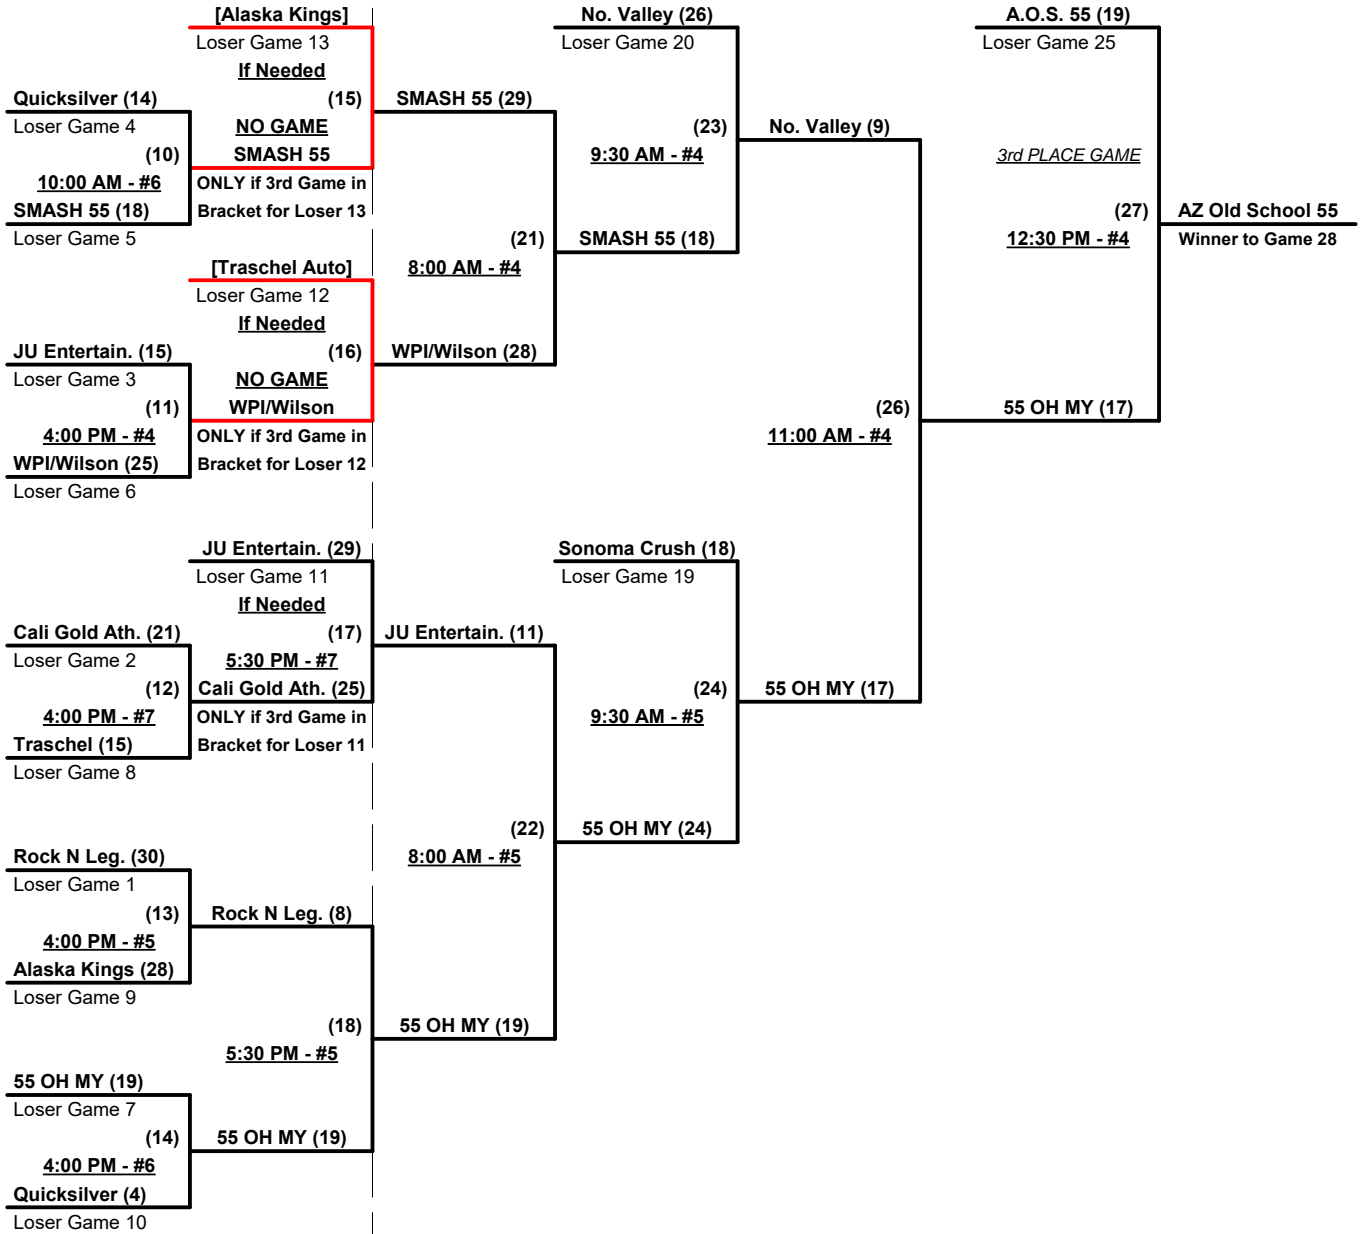 [Alaska Kings]
Loser Game 13
If Needed
(15)
NO GAME
SMASH 55
ONLY if 3rd Game in
Bracket for Loser 13
Quicksilver (14)
Loser Game 4
(10)
10:00 AM - #6
SMASH 55 (18)
Loser Game 5
[Traschel Auto]
Loser Game 12
If Needed
(16)
NO GAME
WPI/Wilson
ONLY if 3rd Game in
Bracket for Loser 12
JU Entertain. (15)
Loser Game 3
(11)
4:00 PM - #4
WPI/Wilson (25)
Loser Game 6
JU Entertain. (29)
Loser Game 11
If Needed
(17)
5:30 PM - #7
Cali Gold Ath. (25)
ONLY if 3rd Game in
Bracket for Loser 11
Cali Gold Ath. (21)
Loser Game 2
(12)
4:00 PM - #7
Traschel (15)
Loser Game 8
Rock N Leg. (30)
Loser Game 1
(13)
4:00 PM - #5
Alaska Kings (28)
Loser Game 9
Rock N Leg. (8)
(18)
5:30 PM - #5
55 OH MY (19)
55 OH MY (19)
Loser Game 7
(14)
4:00 PM - #6
Quicksilver (4)
Loser Game 10
SMASH 55 (29)
(21)
8:00 AM - #4
WPI/Wilson (28)
JU Entertain. (11)
(22)
8:00 AM - #5
55 OH MY (19)
No. Valley (26)
Loser Game 20
(23)
9:30 AM - #4
SMASH 55 (18)
Sonoma Crush (18)
Loser Game 19
(24)
9:30 AM - #5
55 OH MY (24)
No. Valley (9)
(26)
11:00 AM - #4
55 OH MY (17)
A.O.S. 55 (19)
Loser Game 25
3rd PLACE GAME
(27)
12:30 PM - #4
55 OH MY (17)
AZ Old School 55
Winner to Game 28